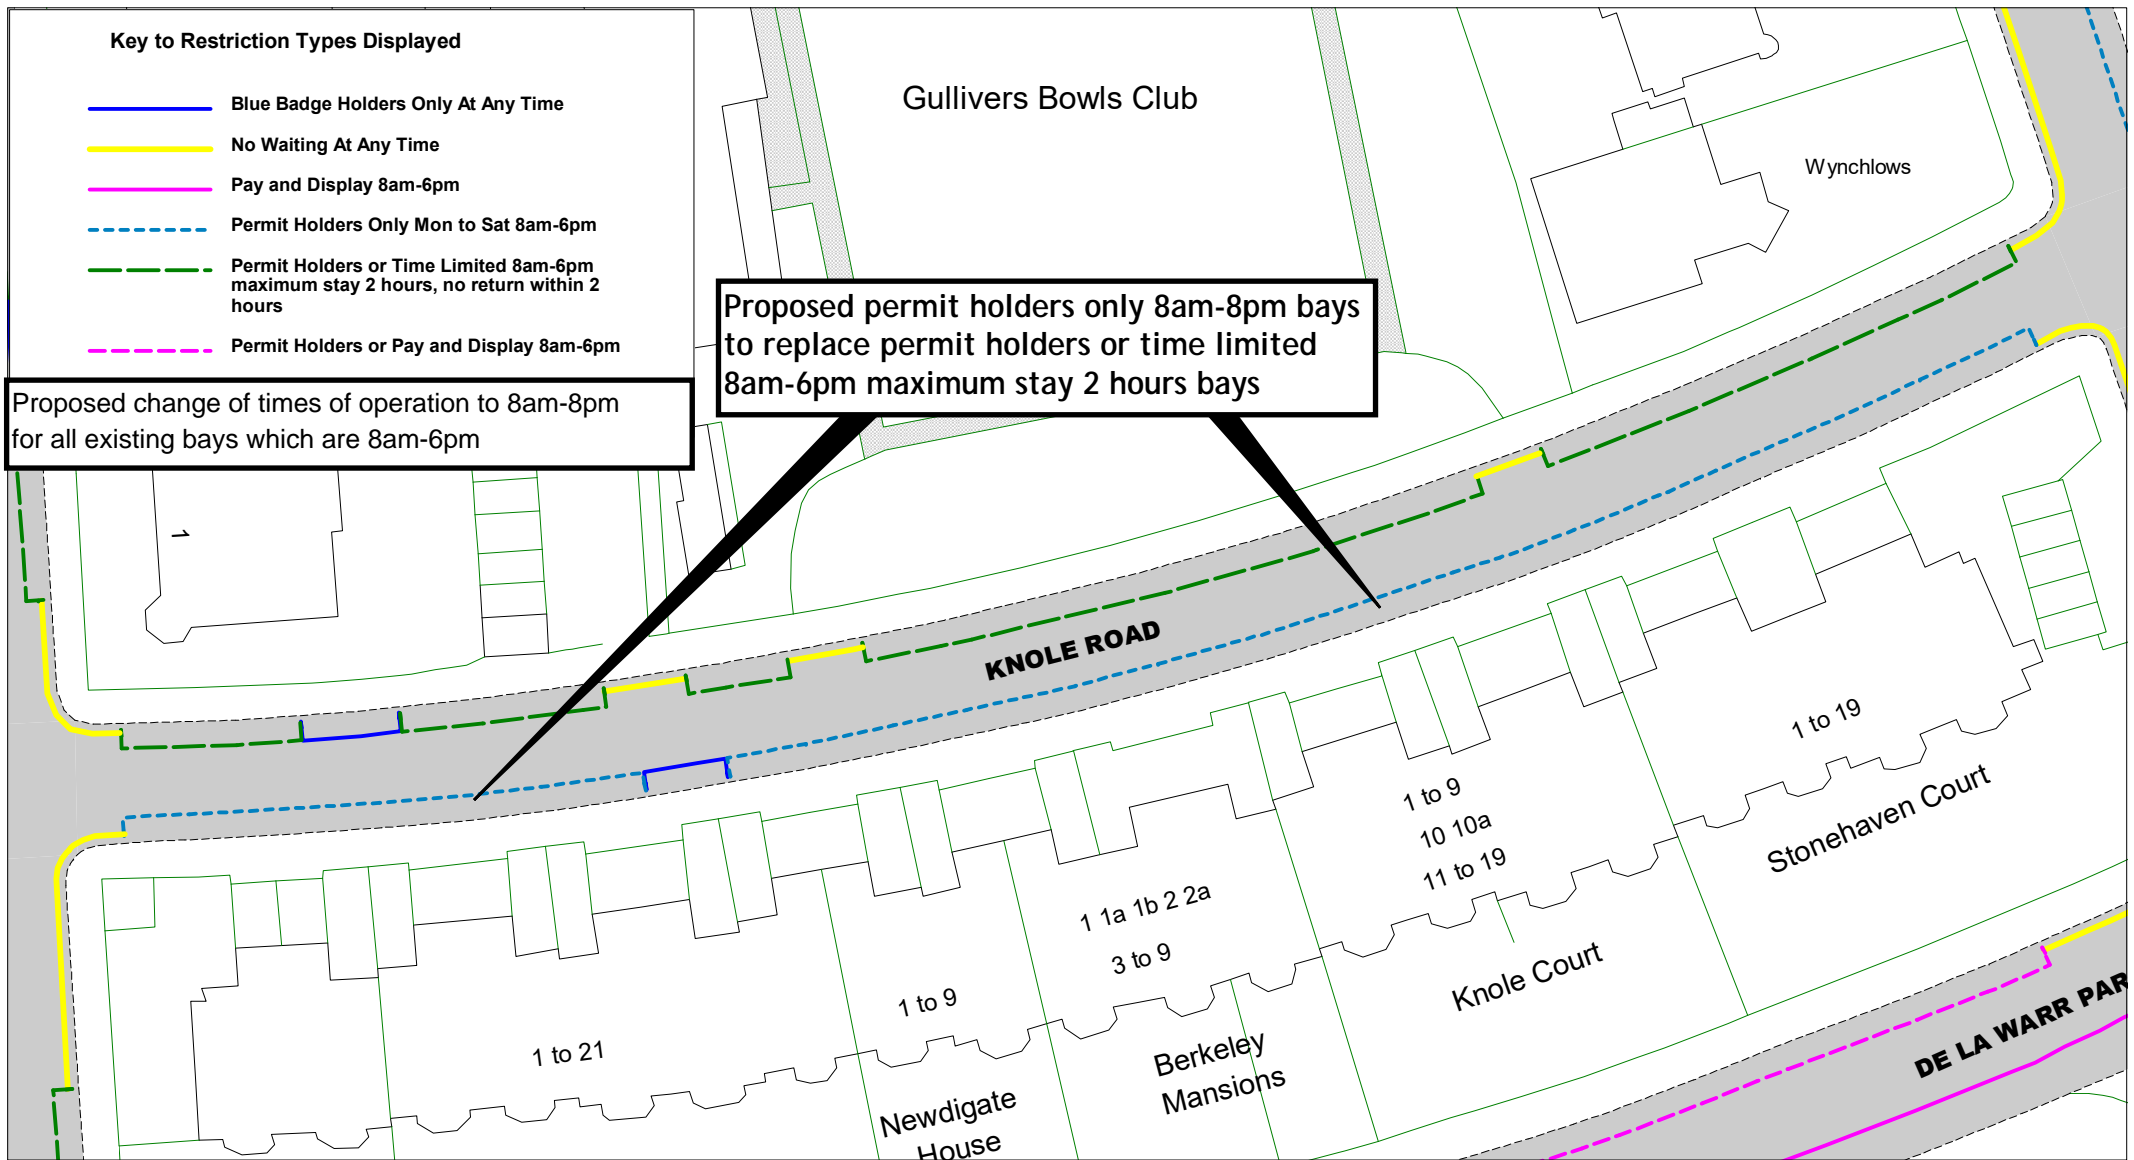 Key to Restriction Types Displayed
Blue Badge Holders Only At Any Time
No Waiting At Any Time
Pay and Display 8am-6pm
Permit Holders Only Mon to Sat 8am-6pm
Permit Holders or Time Limited 8am-6pm
maximum stay 2 hours, no return within 2
hours
Permit Holders or Pay and Display 8am-6pm
Proposed change of times of operation to 8am-8pm
for all existing bays which are 8am-6pm
Gullivers Bowls Club
Wynchlows
Proposed permit holders only 8am-8pm bays
to replace permit holders or time limited
8am-6pm maximum stay 2 hours bays
1
KNOLE ROAD
1 to 19
Stonehaven Court
1 to 9
10 10a
11 to 19
Knole Court
1 1a 1b 2 2a
3 to 9
Berkeley
Mansions
1 to 9
Newdigate
House
1 to 21
DE LA WARR PAR